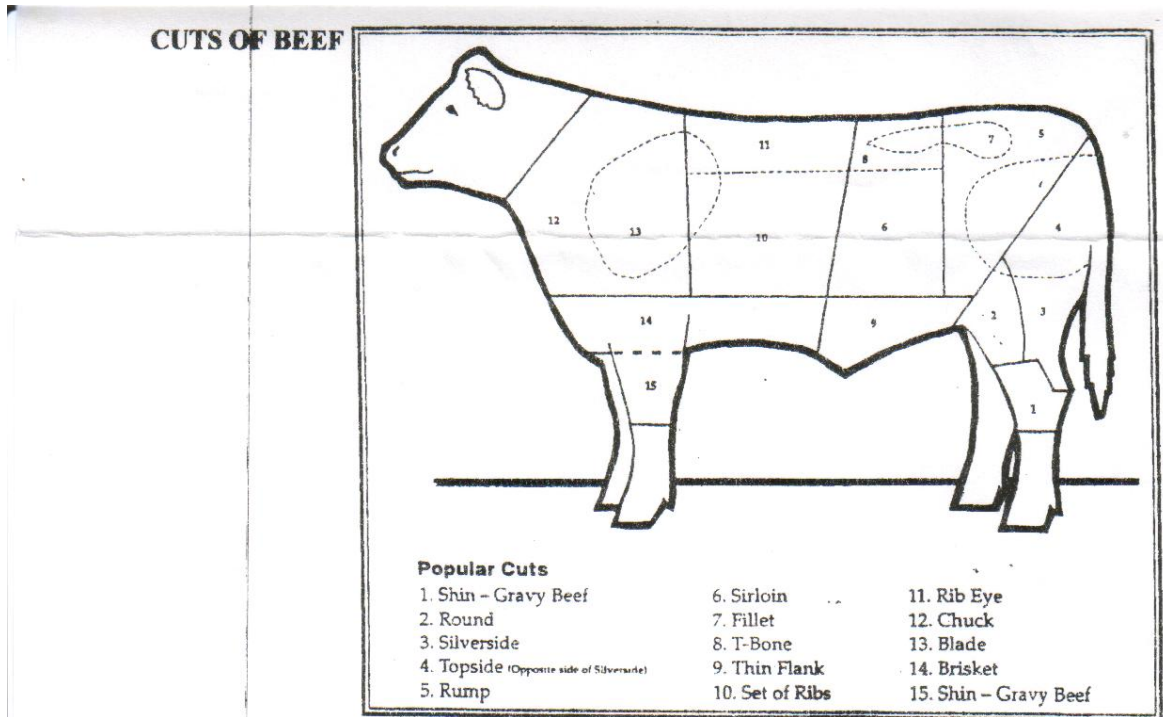 CUTS OF BEEF
11
7
5
8
4
12
13
10
6
14
9
2
3
15
1
Popular Cuts
1. Shin – Gravy Beef
2. Round
3. Silverside
4. Topside (Opposite side of Silverside)
5. Rump
6. Sirloin
7. Fillet
8. T-Bone
9. Thin Flank
10. Set of Ribs
11. Rib Eye
12. Chuck
13. Blade
14. Brisket
15. Shin – Gravy Beef